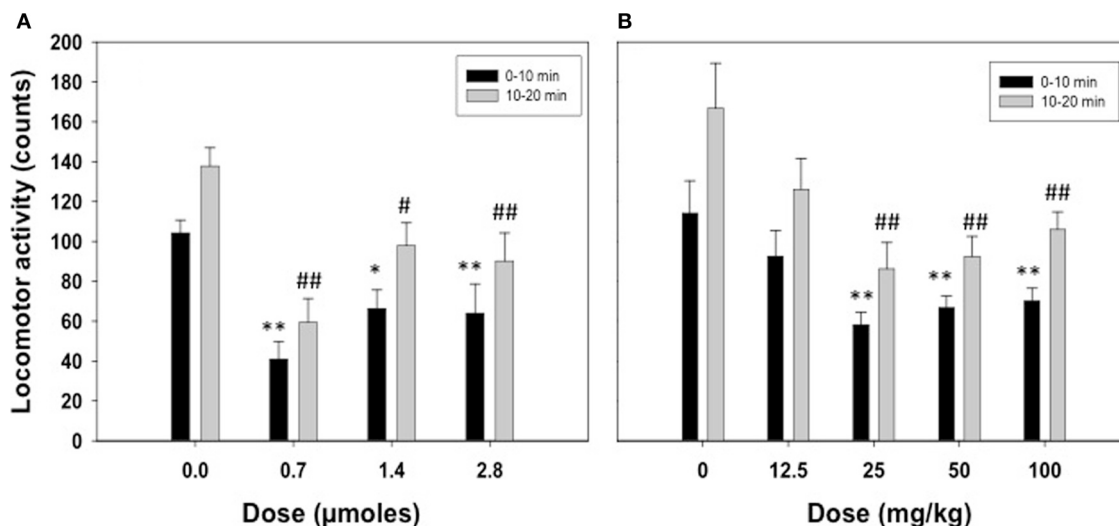 A
B
Locomotor activity (counts)
200
180
160
140
120
100
80
60
40
20
0
0-10 min
10-20 min
** ## * # ** ##
0.0 0.7 1.4 2.8
Dose (µmoles)
0-10 min
10-20 min
** ## ** ## ** ##
0 12.5 25 50 100
Dose (mg/kg)